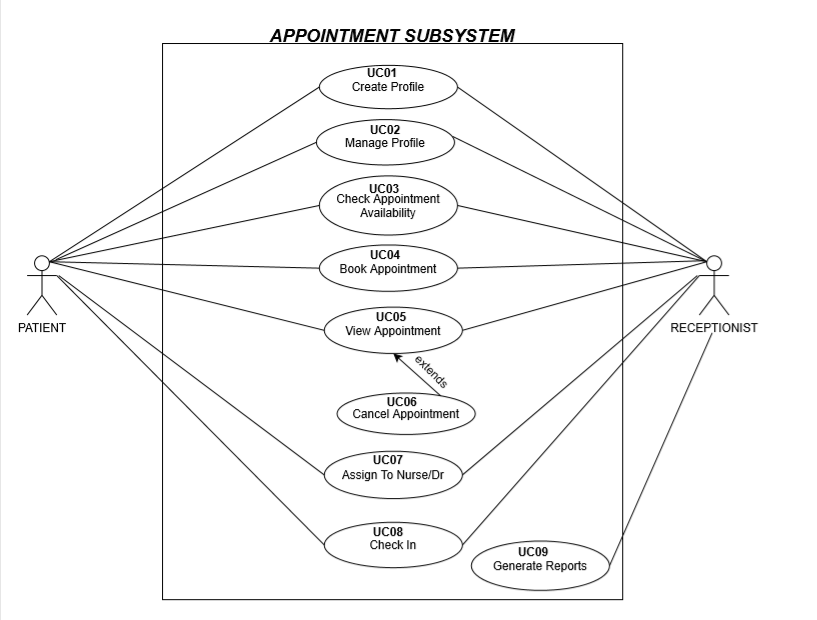 APPOINTMENT SUBSYSTEM
UC01
Create Profile
UC02
Manage Profile
UC03
Check Appointment
Availability
UC04
Book Appointment
UC05
View Appointment
PATIENT
RECEPTIONIST
extends
UC06
Cancel Appointment
UC07
Assign To Nurse/Dr
UC08
Check In
UC09
Generate Reports